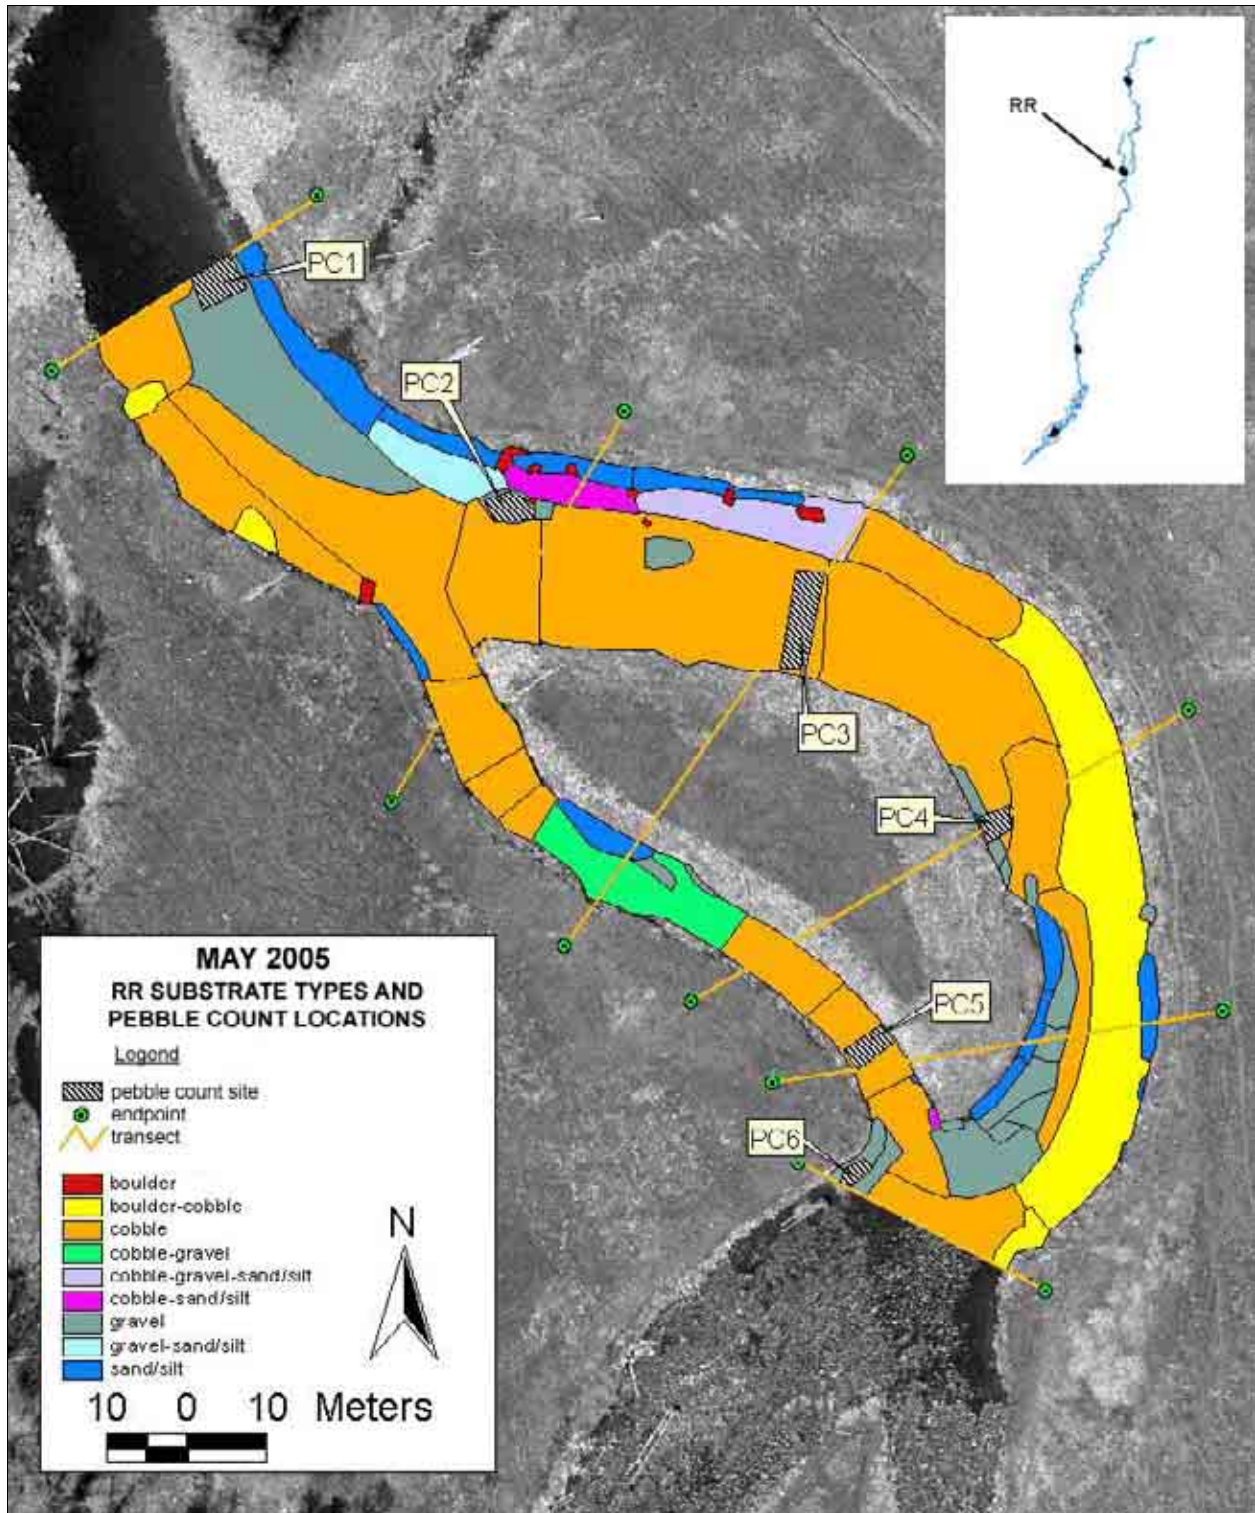 RR
PC1
PC2
PC3
PC4
PC5
PC6
MAY 2005
RR SUBSTRATE TYPES AND
PEBBLE COUNT LOCATIONS
Legend
pebble count site
endpoint
transect
boulder
boulder-cobble
cobble
cobble-gravel
cobble-gravel-sand/silt
cobble-sand/silt
gravel
gravel-sand/silt
sand/silt
N
10 0 10 Meters